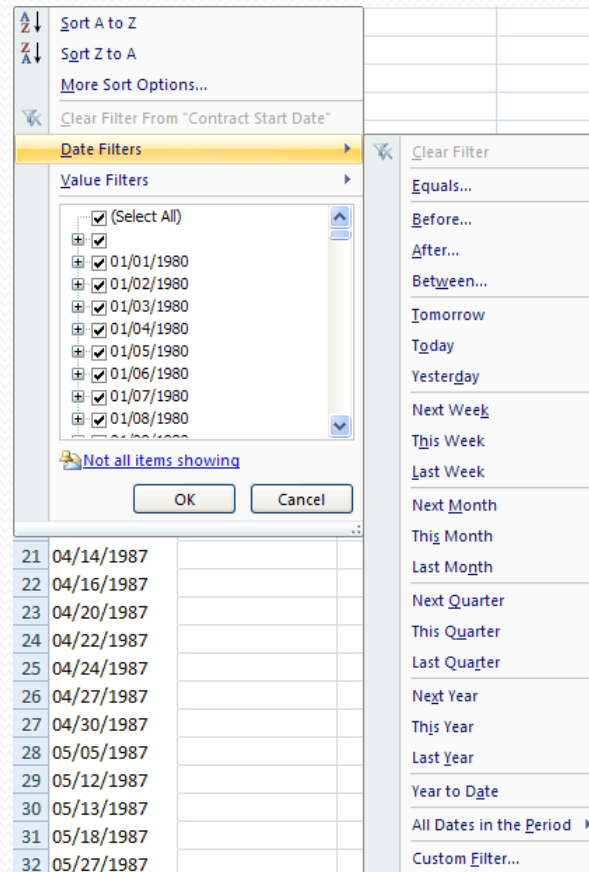 Sort A to Z
Sort Z to A
More Sort Options...
Clear Filter From "Contract Start Date"
Date Filters
Value Filters
(Select All)
01/01/1980
01/02/1980
01/03/1980
01/04/1980
01/05/1980
01/06/1980
01/07/1980
01/08/1980
Not all items showing
OK Cancel
21 04/14/1987
22 04/16/1987
23 04/20/1987
24 04/22/1987
25 04/24/1987
26 04/27/1987
27 04/30/1987
28 05/05/1987
29 05/12/1987
30 05/13/1987
31 05/18/1987
32 05/27/1987
Clear Filter
Equals...
Before...
After...
Between...
Tomorrow
Today
Yesterday
Next Week
This Week
Last Week
Next Month
This Month
Last Month
Next Quarter
This Quarter
Last Quarter
Next Year
This Year
Last Year
Year to Date
All Dates in the Period
Custom Filter...